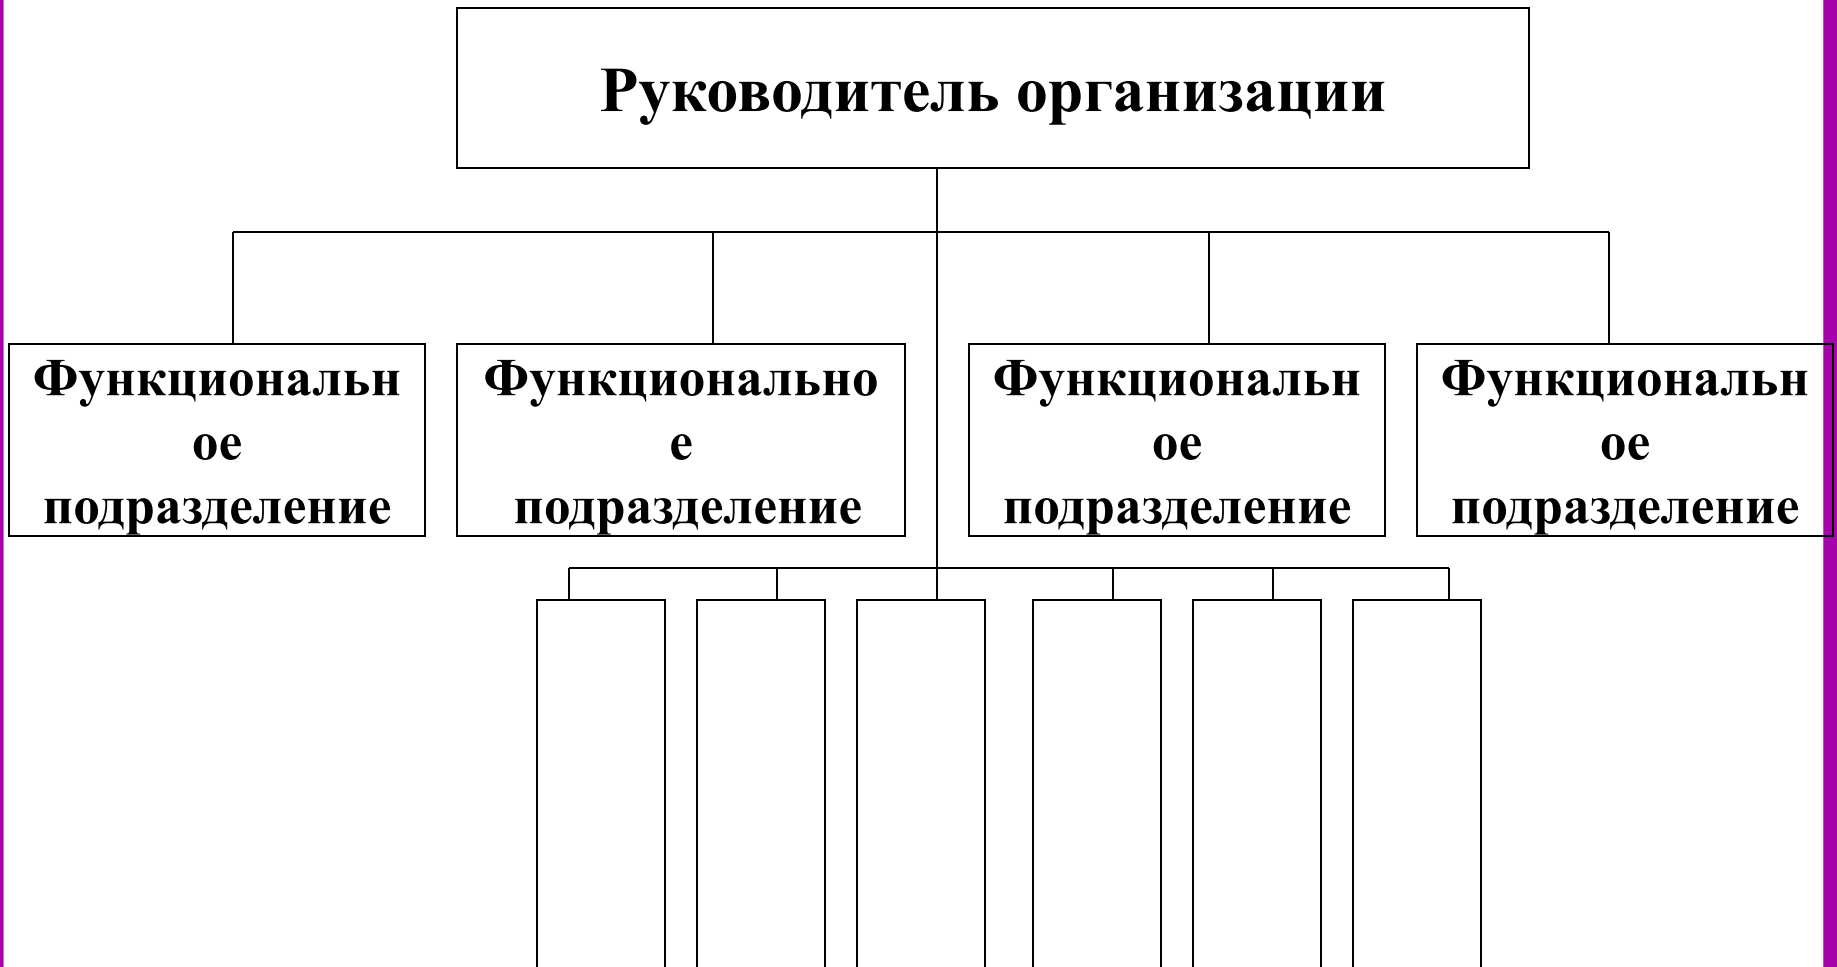 Руководитель организации
Функциональн
ое
подразделение
Функционально
е
подразделение
Функциональн
ое
подразделение
Функциональн
ое
подразделение